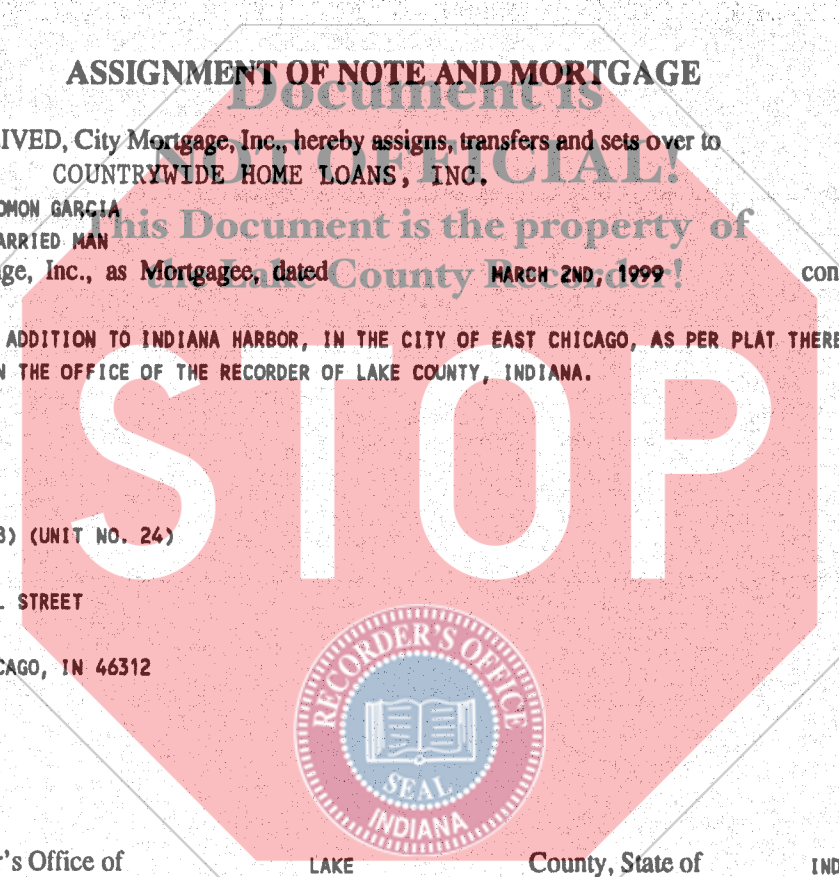 ASSIGNMENT OF NOTE AND MORTGAGE
Document is
IVED, City Mortgage, Inc., hereby assigns, transfers and sets over to
NOT OFFICIAL!
COUNTRYWIDE HOME LOANS, INC.
OMON GARCIA
This Document is the property of
ARRIED MAN
ge, Inc., as Mortgagee, dated MARCH 2ND, 1999 con
the Lake County Recorder!
ADDITION TO INDIANA HARBOR, IN THE CITY OF EAST CHICAGO, AS PER PLAT THERE
N THE OFFICE OF THE RECORDER OF LAKE COUNTY, INDIANA.
STOP
3) (UNIT NO. 24)
L STREET
CAGO, IN 46312
RECORDER'S OFFICE
SEAL
INDIANA
r's Office of LAKE County, State of IND